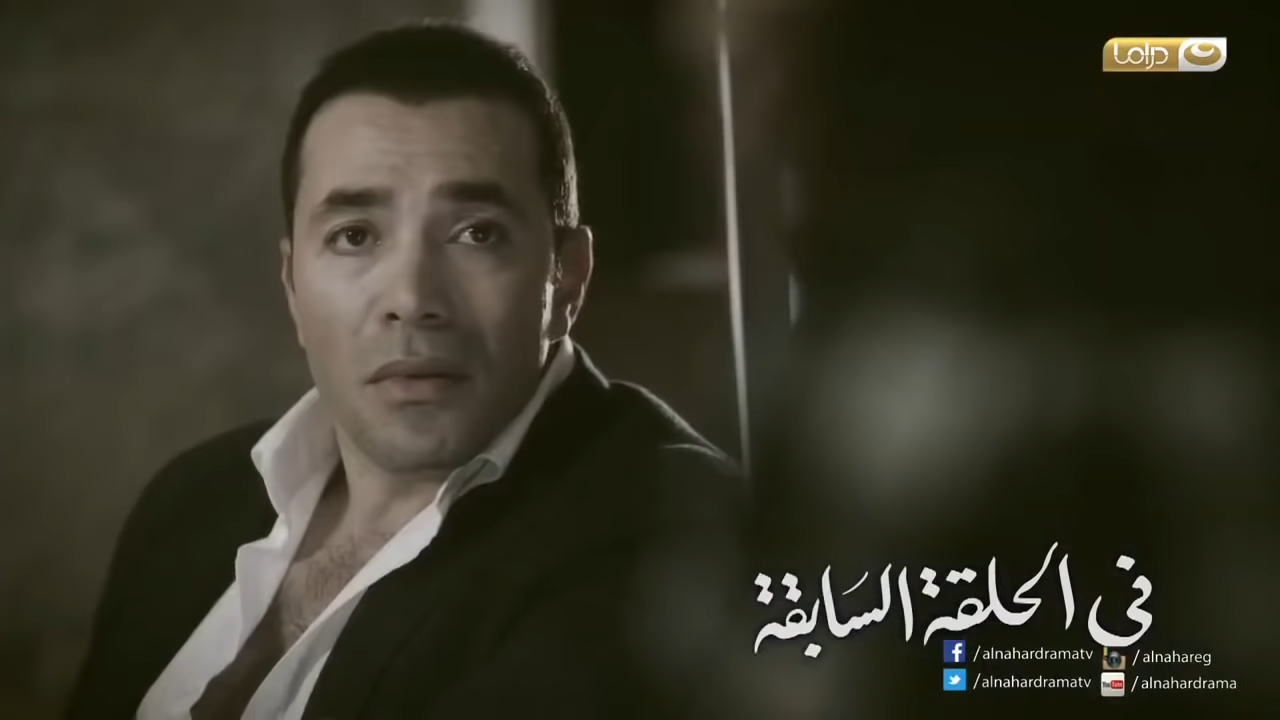 دراما
في الحلقة السابقة
/alnahardramatv
/alnahareg
/alnahardramatv
/alnahardrama